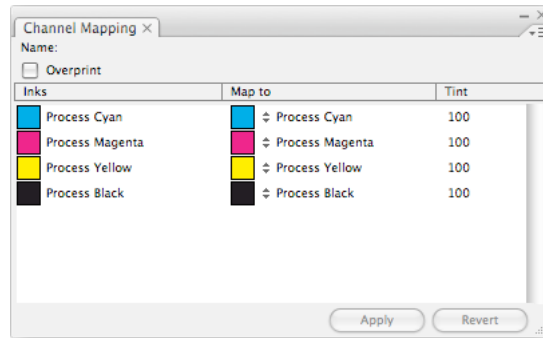 Channel Mapping ×
Name:
Overprint
Inks Map to Tint
Process Cyan Process Cyan 100
Process Magenta Process Magenta 100
Process Yellow Process Yellow 100
Process Black Process Black 100
Apply Revert